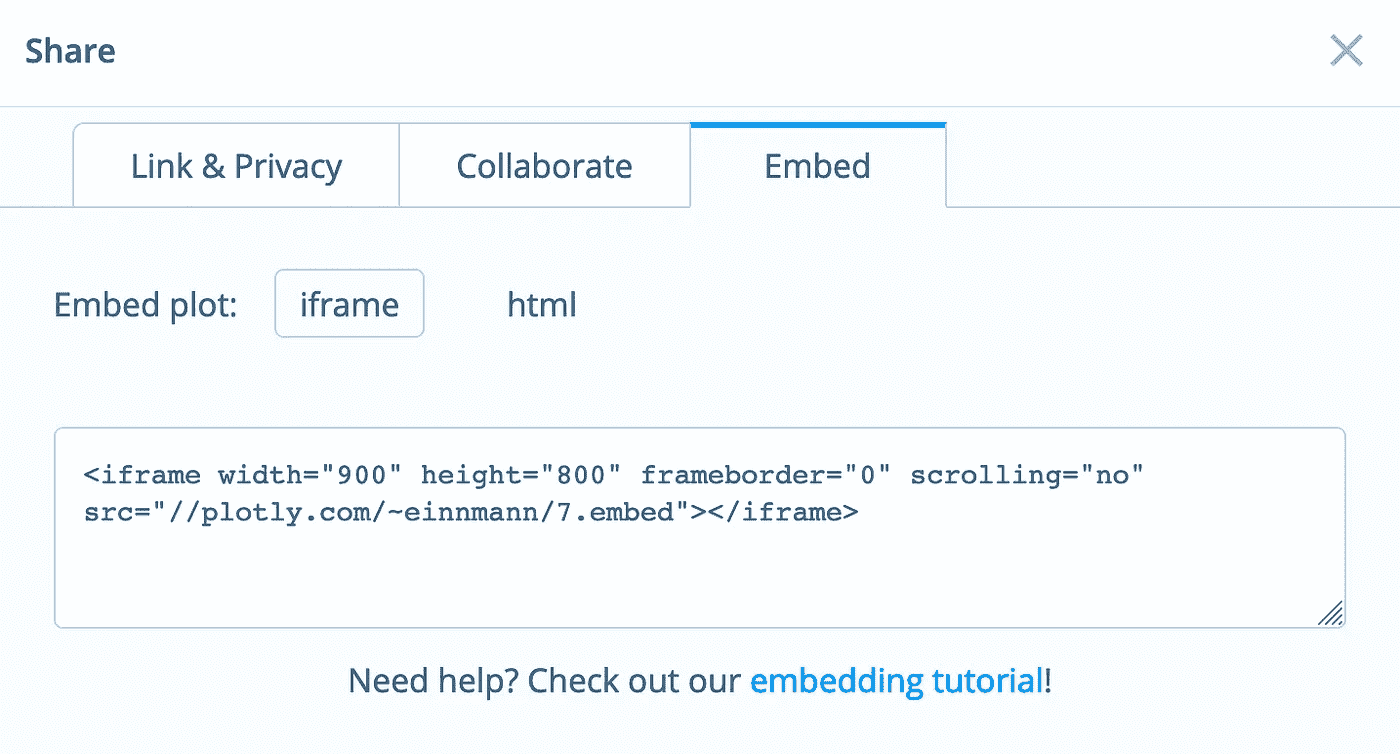 Share
Link & Privacy
Collaborate
Embed
Embed plot: iframe html
<iframe width="900" height="800" frameborder="0" scrolling="no"
src="//plotly.com/~einnmann/7.embed"></iframe>
Need help? Check out our embedding tutorial!